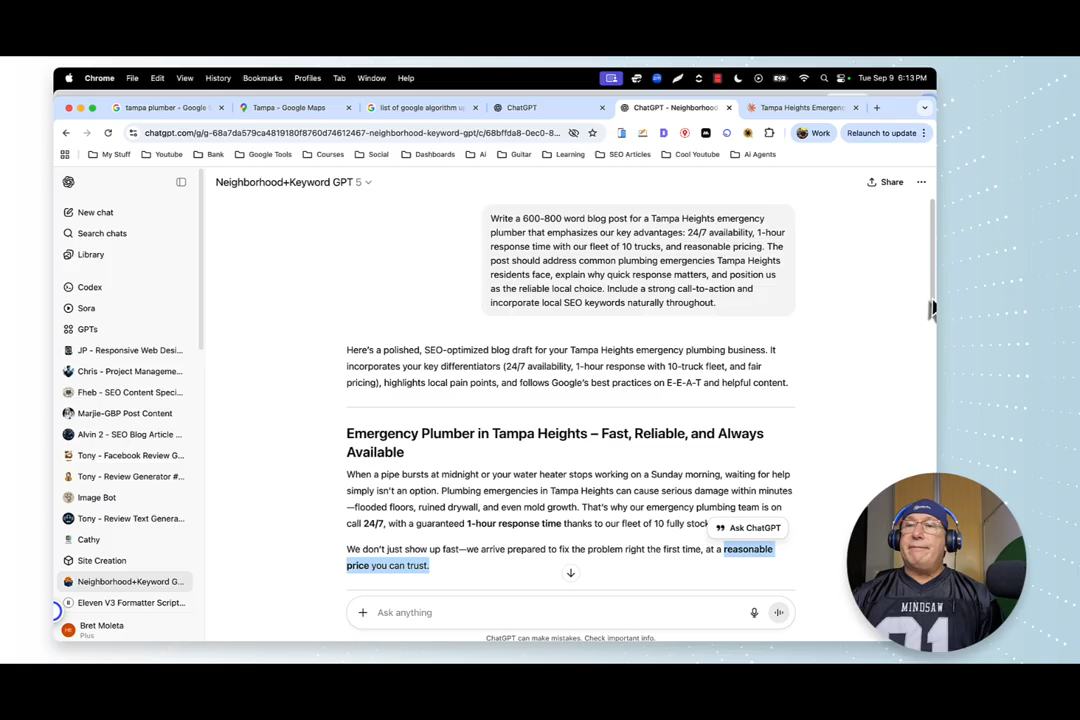 Chrome File Edit View History Bookmarks Profiles Tab Window Help Tue Sep 9 6:13 PM
tampa plumber - Google S
Tampa - Google Maps
list of google algorithm up
ChatGPT
ChatGPT - Neighborhood
Tampa Heights Emergenc
chatgpt.com/g/g-68a7da579ca4819180f8760d74612467-neighborhood-keyword-gpt/c/68bffda8-0ec0-8... Work Relaunch to update
My Stuff Youtube Bank Google Tools Courses Social Dashboards Ai Guitar Learning SEO Articles Cool Youtube Ai Agents
Neighborhood+Keyword GPT 5
Share
New chat
Search chats
Library
Codex
Sora
GPTs
JP - Responsive Web Desi...
Chris - Project Manageme...
Fheb - SEO Content Speci...
Marjie-GBP Post Content
Alvin 2 - SEO Blog Article ...
Tony - Facebook Review G...
Tony - Review Generator #...
Image Bot
Tony - Review Text Genera...
Cathy
Site Creation
Neighborhood+Keyword G...
Eleven V3 Formatter Script...
Bret Moleta
Plus
Write a 600-800 word blog post for a Tampa Heights emergency
plumber that emphasizes our key advantages: 24/7 availability, 1-hour
response time with our fleet of 10 trucks, and reasonable pricing. The
post should address common plumbing emergencies Tampa Heights
residents face, explain why quick response matters, and position us
as the reliable local choice. Include a strong call-to-action and
incorporate local SEO keywords naturally throughout.
Here's a polished, SEO-optimized blog draft for your Tampa Heights emergency plumbing business. It
incorporates your key differentiators (24/7 availability, 1-hour response with 10-truck fleet, and fair
pricing), highlights local pain points, and follows Google's best practices on E-E-A-T and helpful content.
Emergency Plumber in Tampa Heights – Fast, Reliable, and Always
Available
When a pipe bursts at midnight or your water heater stops working on a Sunday morning, waiting for help
simply isn't an option. Plumbing emergencies in Tampa Heights can cause serious damage within minutes
—flooded floors, ruined drywall, and even mold growth. That's why our emergency plumbing team is on
call 24/7, with a guaranteed 1-hour response time thanks to our fleet of 10 fully stock
Ask ChatGPT
We don't just show up fast—we arrive prepared to fix the problem right the first time, at a reasonable
price you can trust.
Ask anything
ChatGPT can make mistakes. Check important info.
MINDSAW